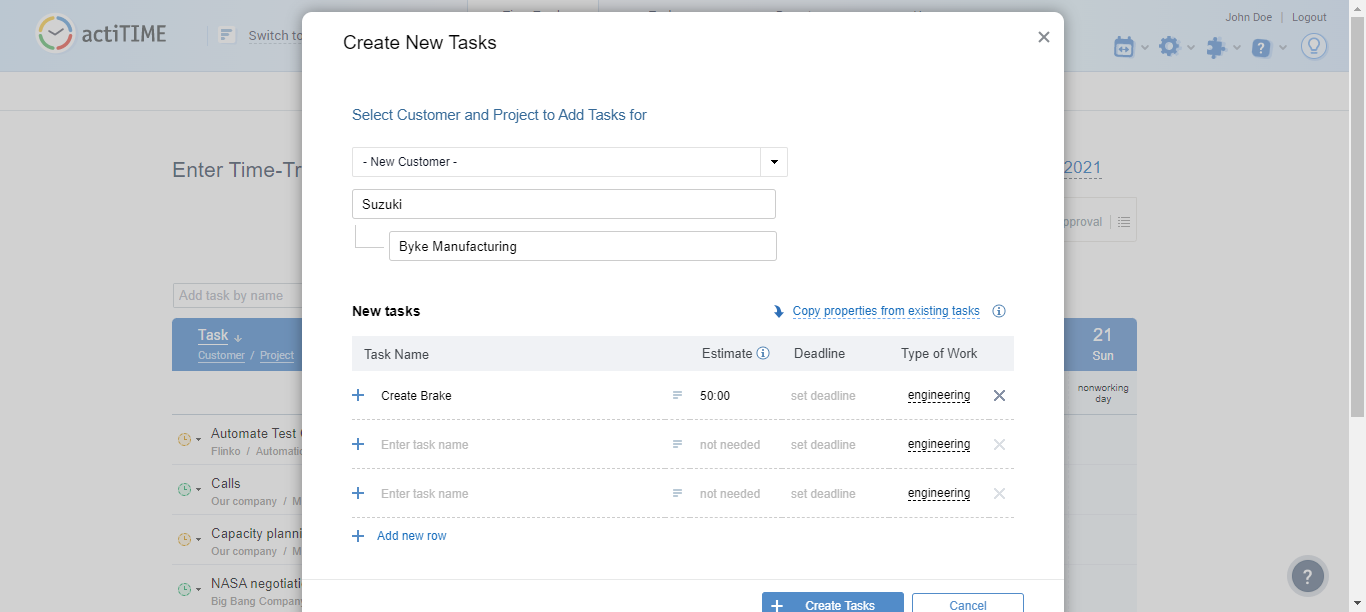 John Doe | Logout
actiTIME
Switch to
Create New Tasks
Select Customer and Project to Add Tasks for
- New Customer -
Enter Time-Tr
2021
Suzuki
pproval
Byke Manufacturing
Add task by name
New tasks
Copy properties from existing tasks
Task ↓
Customer / Project
21
Sun
Task Name Estimate Deadline Type of Work
nonworking
day
Create Brake 50:00 set deadline engineering
Automate Test
Flinko / Automatic
Enter task name not needed set deadline engineering
Calls
Our company / M
Enter task name not needed set deadline engineering
Capacity planni
Our company / M
Add new row
NASA negotiati
Big Bang Company
?
Create Tasks
Cancel